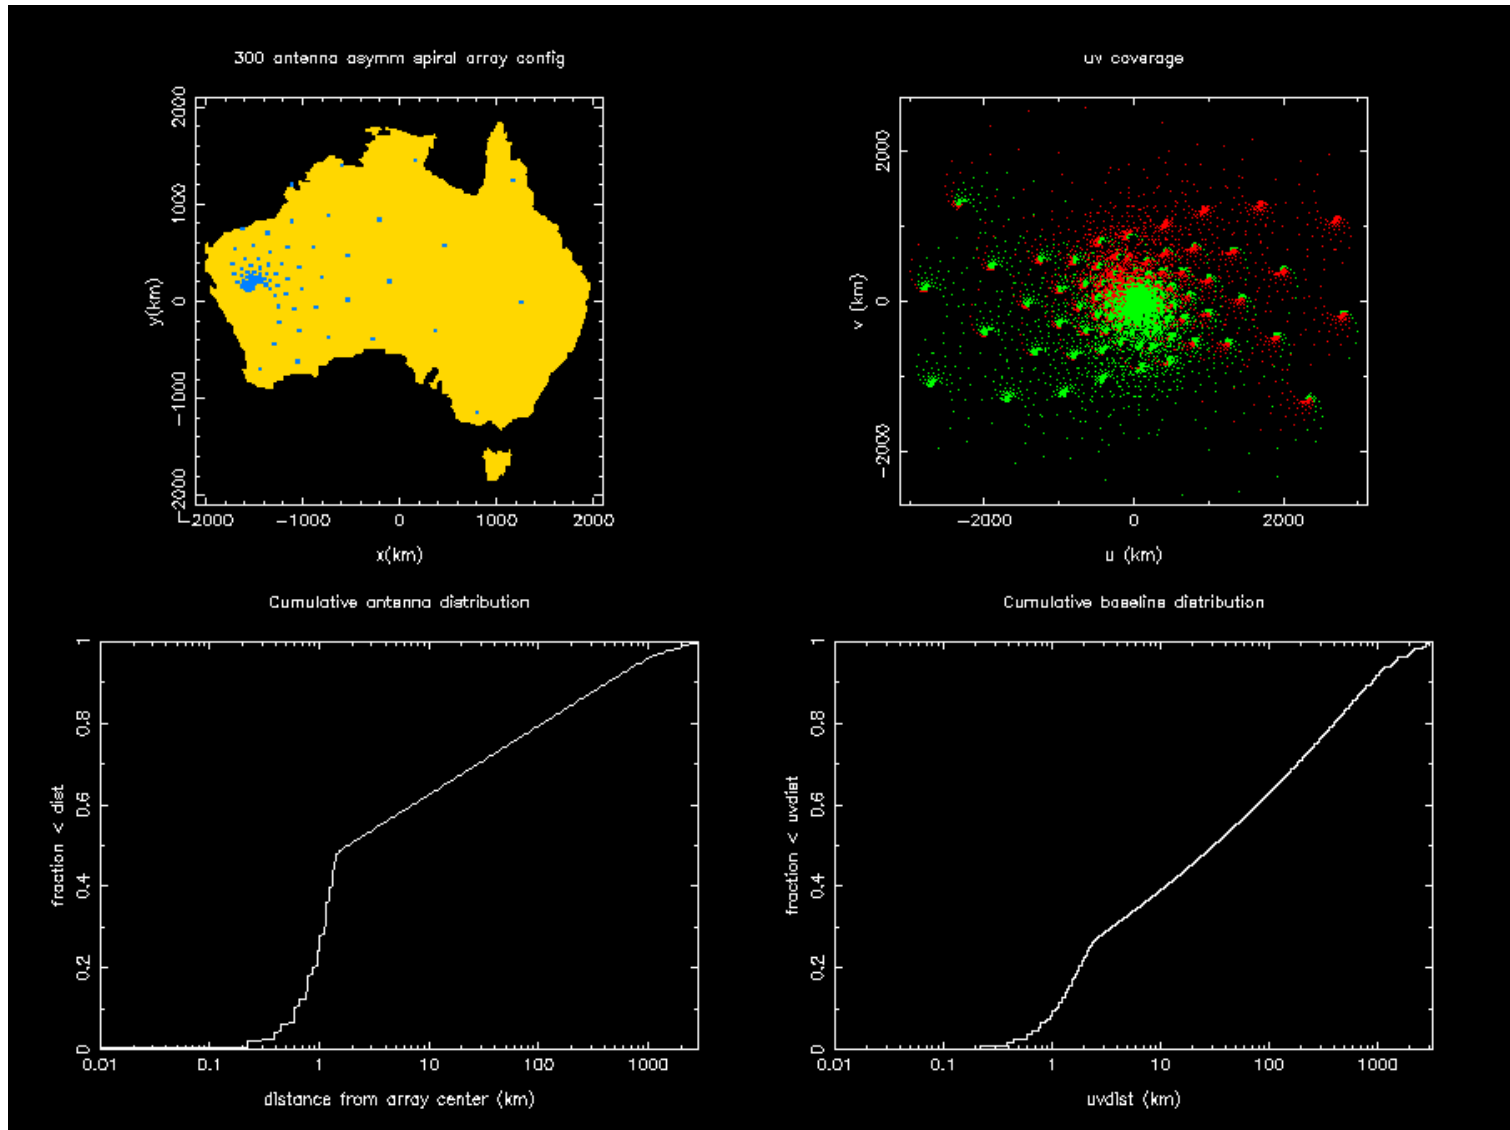 300 antenna asymm spiral array config
uv coverage
2000
1000
0
−1000
−2000
y(km)
−2000 −1000 0 1000 2000
x(km)
2000
0
−2000
v (km)
−2000 0 2000
u (km)
Cumulative antenna distribution
Cumulative baseline distribution
1
0.8
0.6
0.4
0.2
0
fraction < dist
0.01 0.1 1 10 100 1000
distance from array center (km)
1
0.8
0.6
0.4
0.2
0
fraction < uvdist
0.01 0.1 1 10 100 1000
uvdist (km)